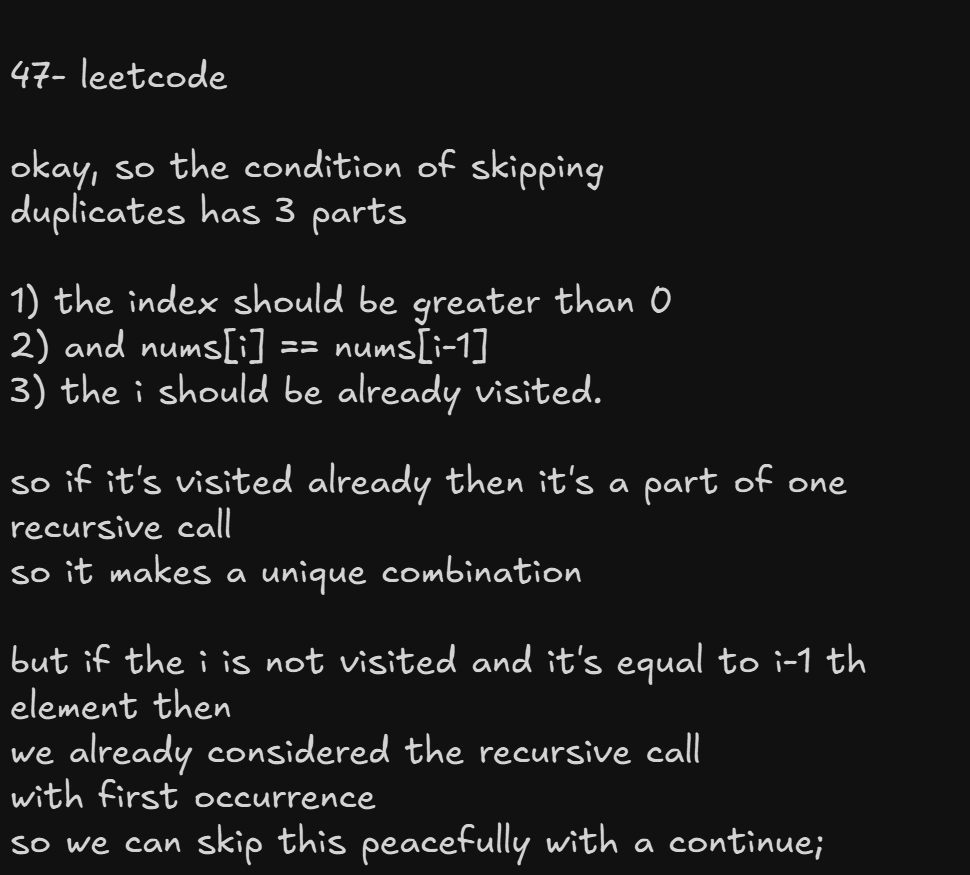 47- leetcode
okay, so the condition of skipping
duplicates has 3 parts
1) the index should be greater than 0
2) and nums[i] == nums[i-1]
3) the i should be already visited.
so if it's visited already then it's a part of one
recursive call
so it makes a unique combination
but if the i is not visited and it's equal to i-1 th
element then
we already considered the recursive call
with first occurrence
so we can skip this peacefully with a continue;